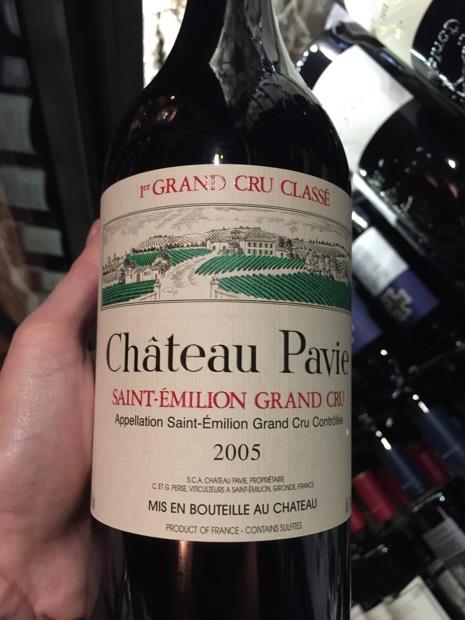 1er GRAND CRU CLASSÉ
Château Pavie
SAINT-ÉMILION GRAND CRU
Appellation Saint-Émilion Grand Cru Contrôlée
2005
S.C.A. CHATEAU PAVIE, PROPRIÉTAIRE
C. ET G. PERSE, VITICULTEURS A SAINT-ÉMILION, GIRONDE, FRANCE
MIS EN BOUTEILLE AU CHATEAU
PRODUCT OF FRANCE - CONTAINS SULFITES